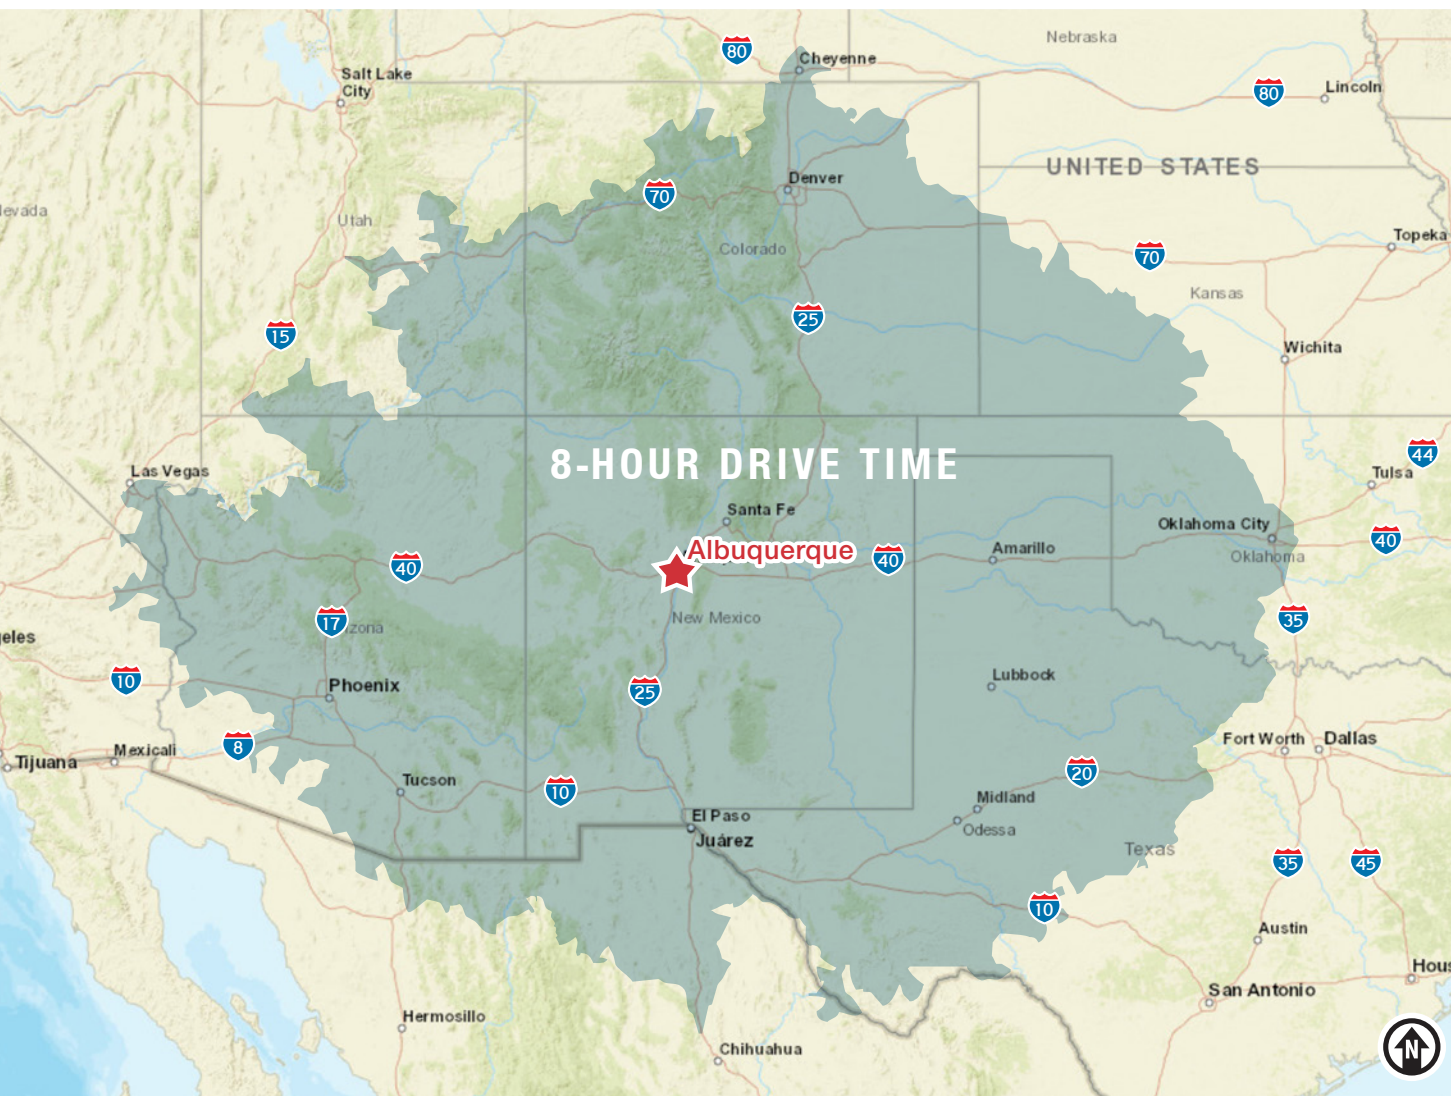 80
Cheyenne
Nebraska
Salt Lake
City
80
Lincoln
UNITED STATES
70
Denver
evada
Utah
Colorado
70
Topeka
Kansas
25
15
Wichita
8-HOUR DRIVE TIME
44
Las Vegas
Tulsa
Santa Fe
Oklahoma City
40
Oklahoma
Albuquerque
40
Amarillo
40
17
izona
New Mexico
35
eles
10
Phoenix
25
Lubbock
8
Mexicali
Tijuana
Fort Worth
Dallas
Tucson
10
20
Midland
Odessa
El Paso
Juárez
Texas
35
45
10
Austin
Hous
San Antonio
Hermosillo
Chihuahua
N